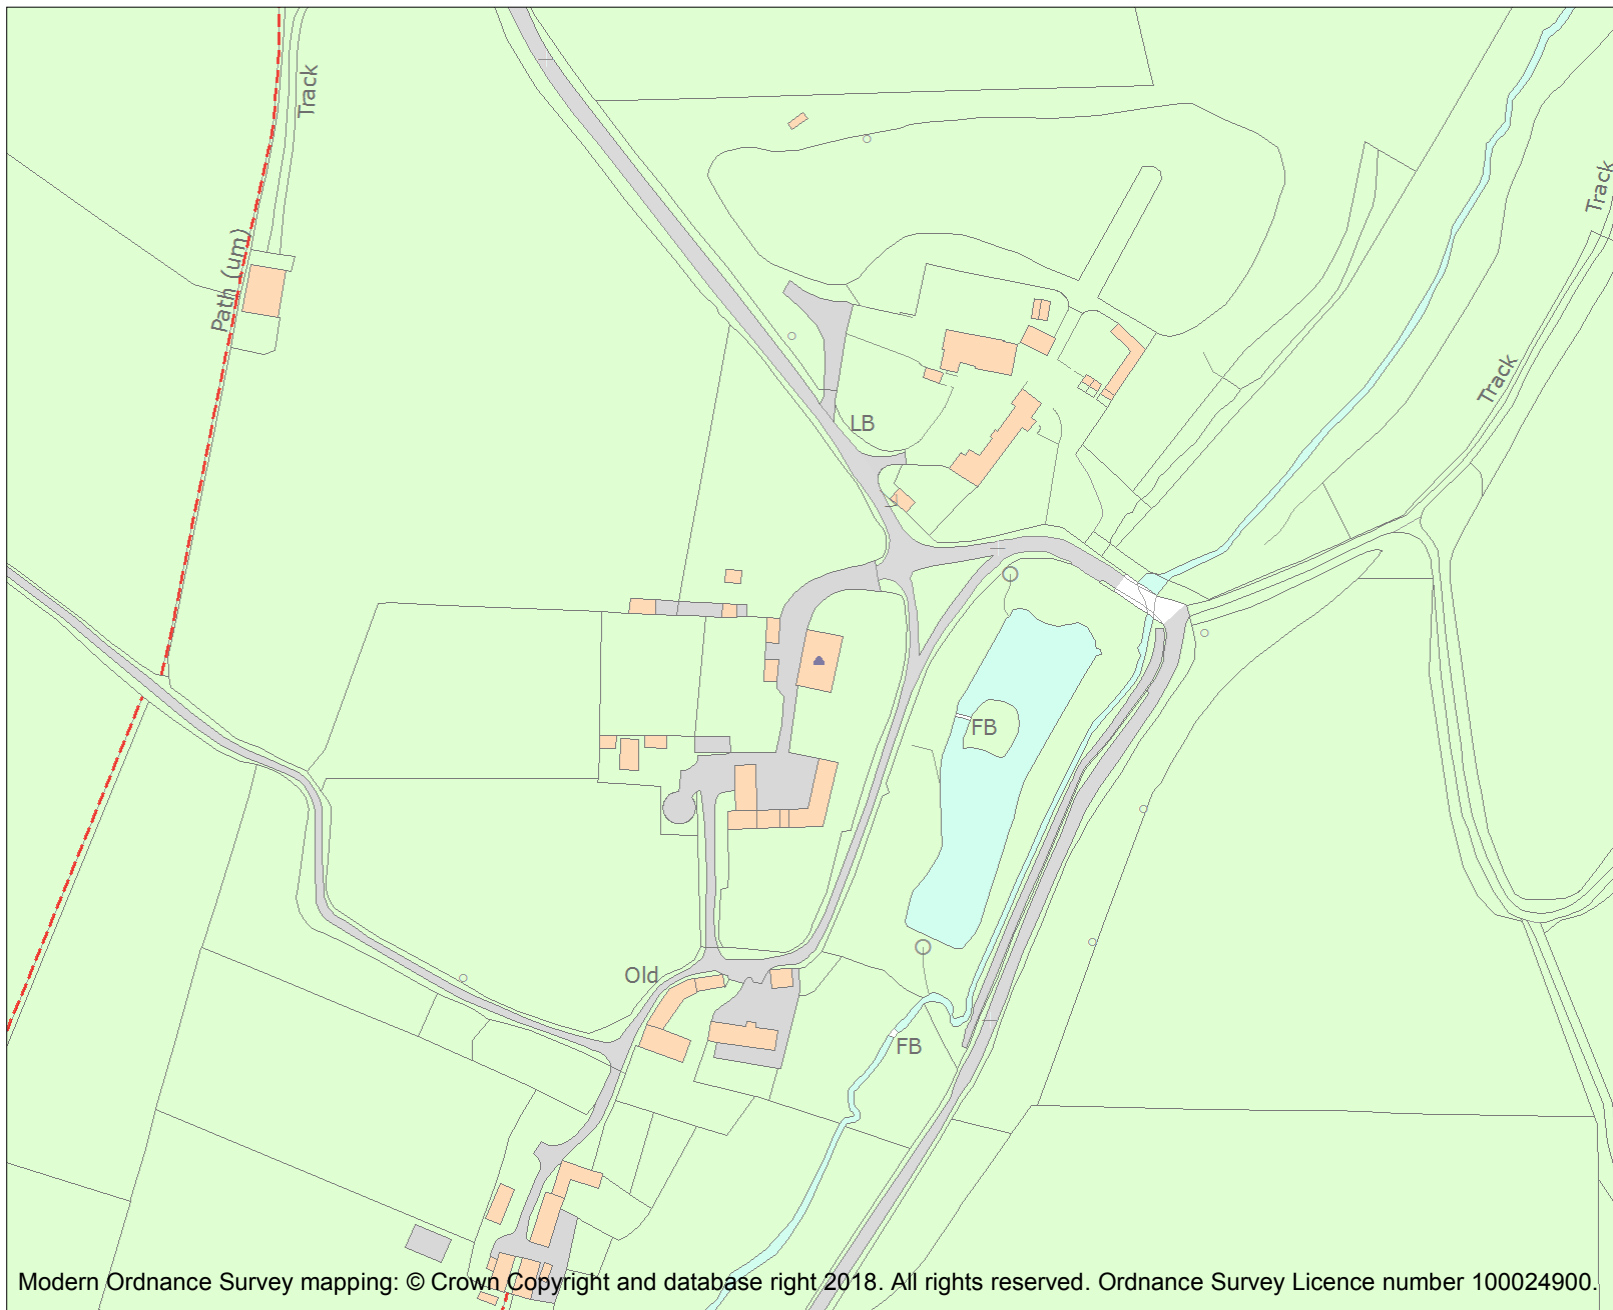 Track
Track
Path (um)
Track
LB
FB
Old
FB
Modern Ordnance Survey mapping: © Crown Copyright and database right 2018. All rights reserved. Ordnance Survey Licence number 100024900.